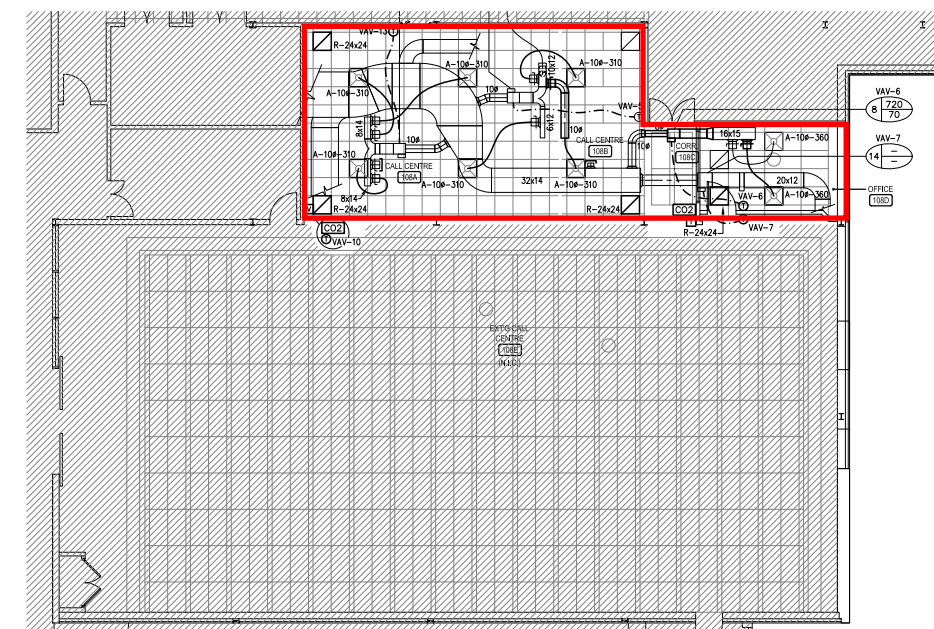 VAV-13
R-24x24
A-10ø-310
A-10ø-310
A-10ø-310
10x12
10ø
VAV-6
8 720
70
8x14
6x12
10ø
10ø
10ø
16x15
A-10ø-360
VAV-7
14 -
-
CALL CENTRE
108B
CORR.
108C
A-10ø-310
CALL CENTRE
108A
A-10ø-310
32x14
A-10ø-310
20x12
A-10ø-360
OFFICE
108D
8x14
R-24x24
R-24x24
CO2
VAV-6
VAV-7
R-24x24
CO2
VAV-10
EXT'G CALL
CENTRE
108E
(N.I.C.)